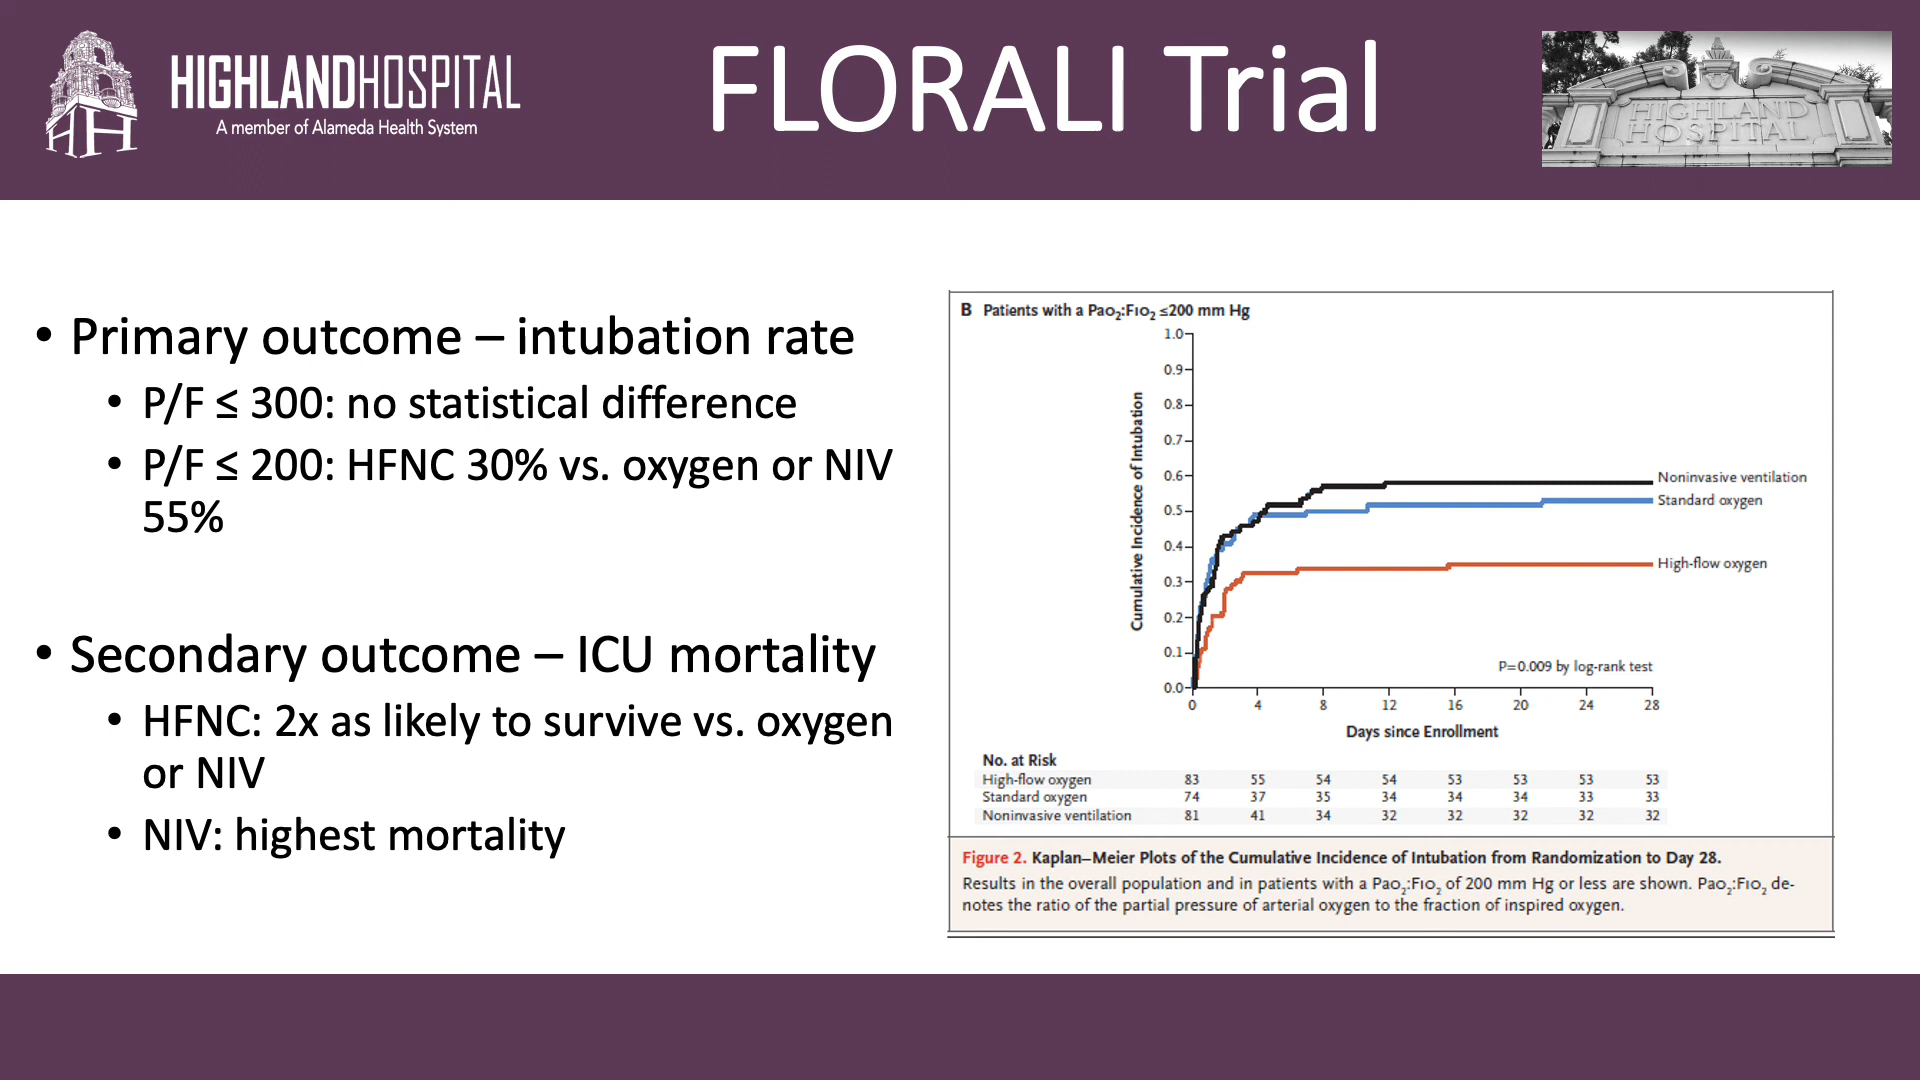 HIGHLANDHOSPITAL
A member of Alameda Health System
FLORALI Trial
HIGHLAND
HOSPITAL
• Primary outcome – intubation rate
• P/F ≤ 300: no statistical difference
• P/F ≤ 200: HFNC 30% vs. oxygen or NIV
55%
• Secondary outcome – ICU mortality
• HFNC: 2x as likely to survive vs. oxygen
or NIV
• NIV: highest mortality
B Patients with a PaO₂:FIO₂ ≤200 mm Hg
Cumulative Incidence of Intubation
1.0
0.9
0.8
0.7
0.6
0.5
0.4
0.3
0.2
0.1
0.0
Noninvasive ventilation
Standard oxygen
High-flow oxygen
P=0.009 by log-rank test
0 4 8 12 16 20 24 28
Days since Enrollment
No. at Risk
High-flow oxygen 83 55 54 54 53 53 53 53
Standard oxygen 74 37 35 34 34 34 33 33
Noninvasive ventilation 81 41 34 32 32 32 32 32
Figure 2. Kaplan–Meier Plots of the Cumulative Incidence of Intubation from Randomization to Day 28.
Results in the overall population and in patients with a PaO₂:FIO₂ of 200 mm Hg or less are shown. PaO₂:FIO₂ de-
notes the ratio of the partial pressure of arterial oxygen to the fraction of inspired oxygen.